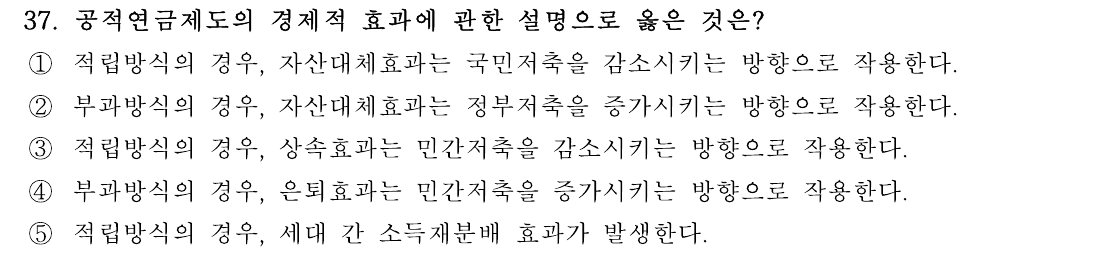 37. 공적연금제도의 경제적 효과에 관한 설명으로 옳은 것은?
① 적립방식의 경우, 자산대체효과는 국민저축을 감소시키는 방향으로 작용한다.
② 부과방식의 경우, 자산대체효과는 정부저축을 증가시키는 방향으로 작용한다.
③ 적립방식의 경우, 상속효과는 민간저축을 감소시키는 방향으로 작용한다.
④ 부과방식의 경우, 은퇴효과는 민간저축을 증가시키는 방향으로 작용한다.
⑤ 적립방식의 경우, 세대 간 소득재분배 효과가 발생한다.